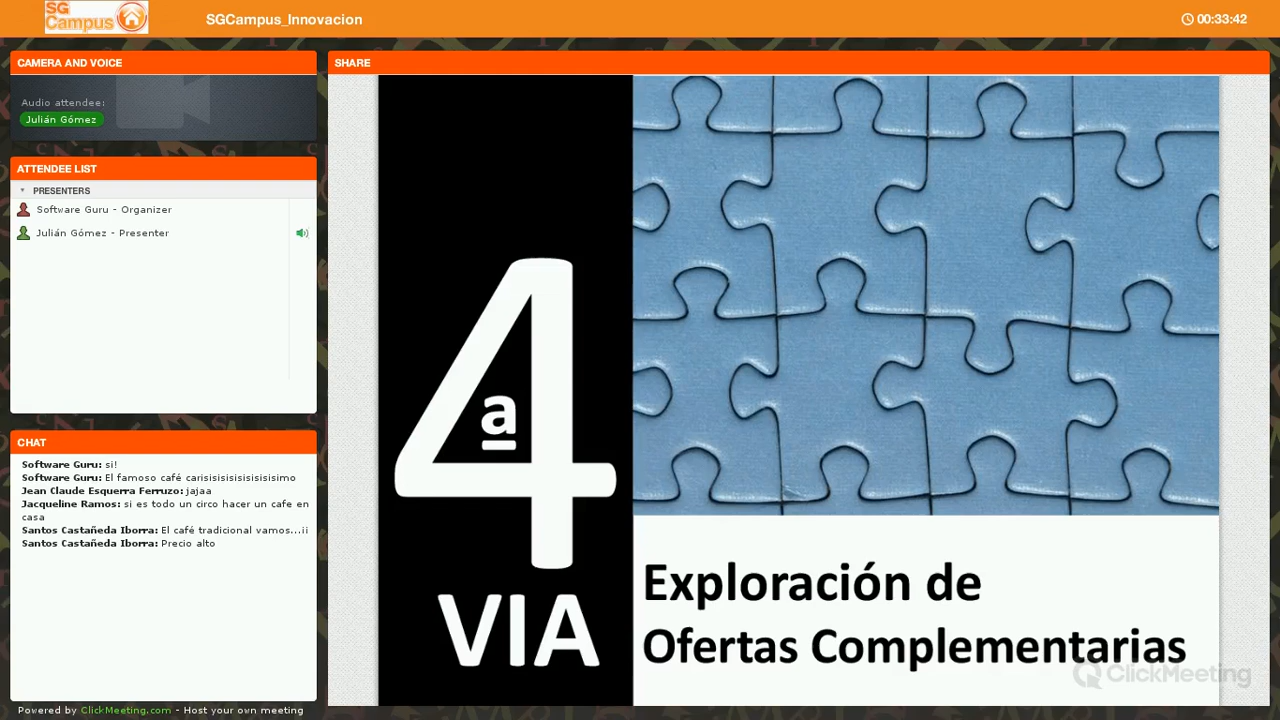 SG
Campus
SGCampus_Innovacion
00:33:42
CAMERA AND VOICE
Audio attendee:
Julián Gómez
ATTENDEE LIST
PRESENTERS
Software Guru - Organizer
Julián Gómez - Presenter
CHAT
Software Guru: si!
Software Guru: El famoso café carisisisisisisisisisimo
Jean Claude Esquerra Ferruzo: jajaa
Jacqueline Ramos: si es todo un circo hacer un cafe en
casa
Santos Castañeda Iborra: El café tradicional vamos...¡¡
Santos Castañeda Iborra: Precio alto
Powered by ClickMeeting.com - Host your own meeting
SHARE
4ª
VIA
Exploración de
Ofertas Complementarias
ClickMeeting